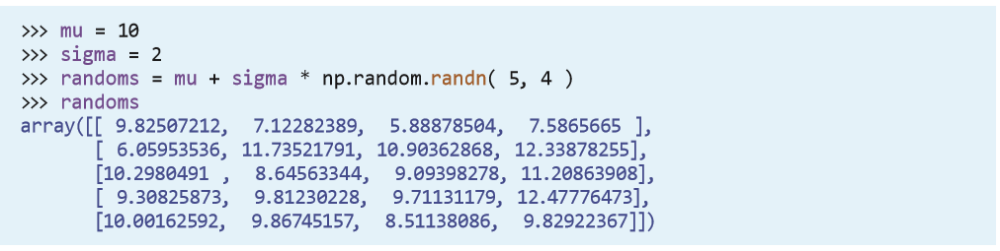 >>> mu = 10
>>> sigma = 2
>>> randoms = mu + sigma * np.random.randn( 5, 4 )
>>> randoms
array([[ 9.82507212,  7.12282389,  5.88878504,  7.5865665 ],
       [ 6.05953536, 11.73521791, 10.90362868, 12.33878255],
       [10.2980491 ,  8.64563344,  9.09398278, 11.20863908],
       [ 9.30825873,  9.81230228,  9.71131179, 12.47776473],
       [10.00162592,  9.86745157,  8.51138086,  9.82922367]])